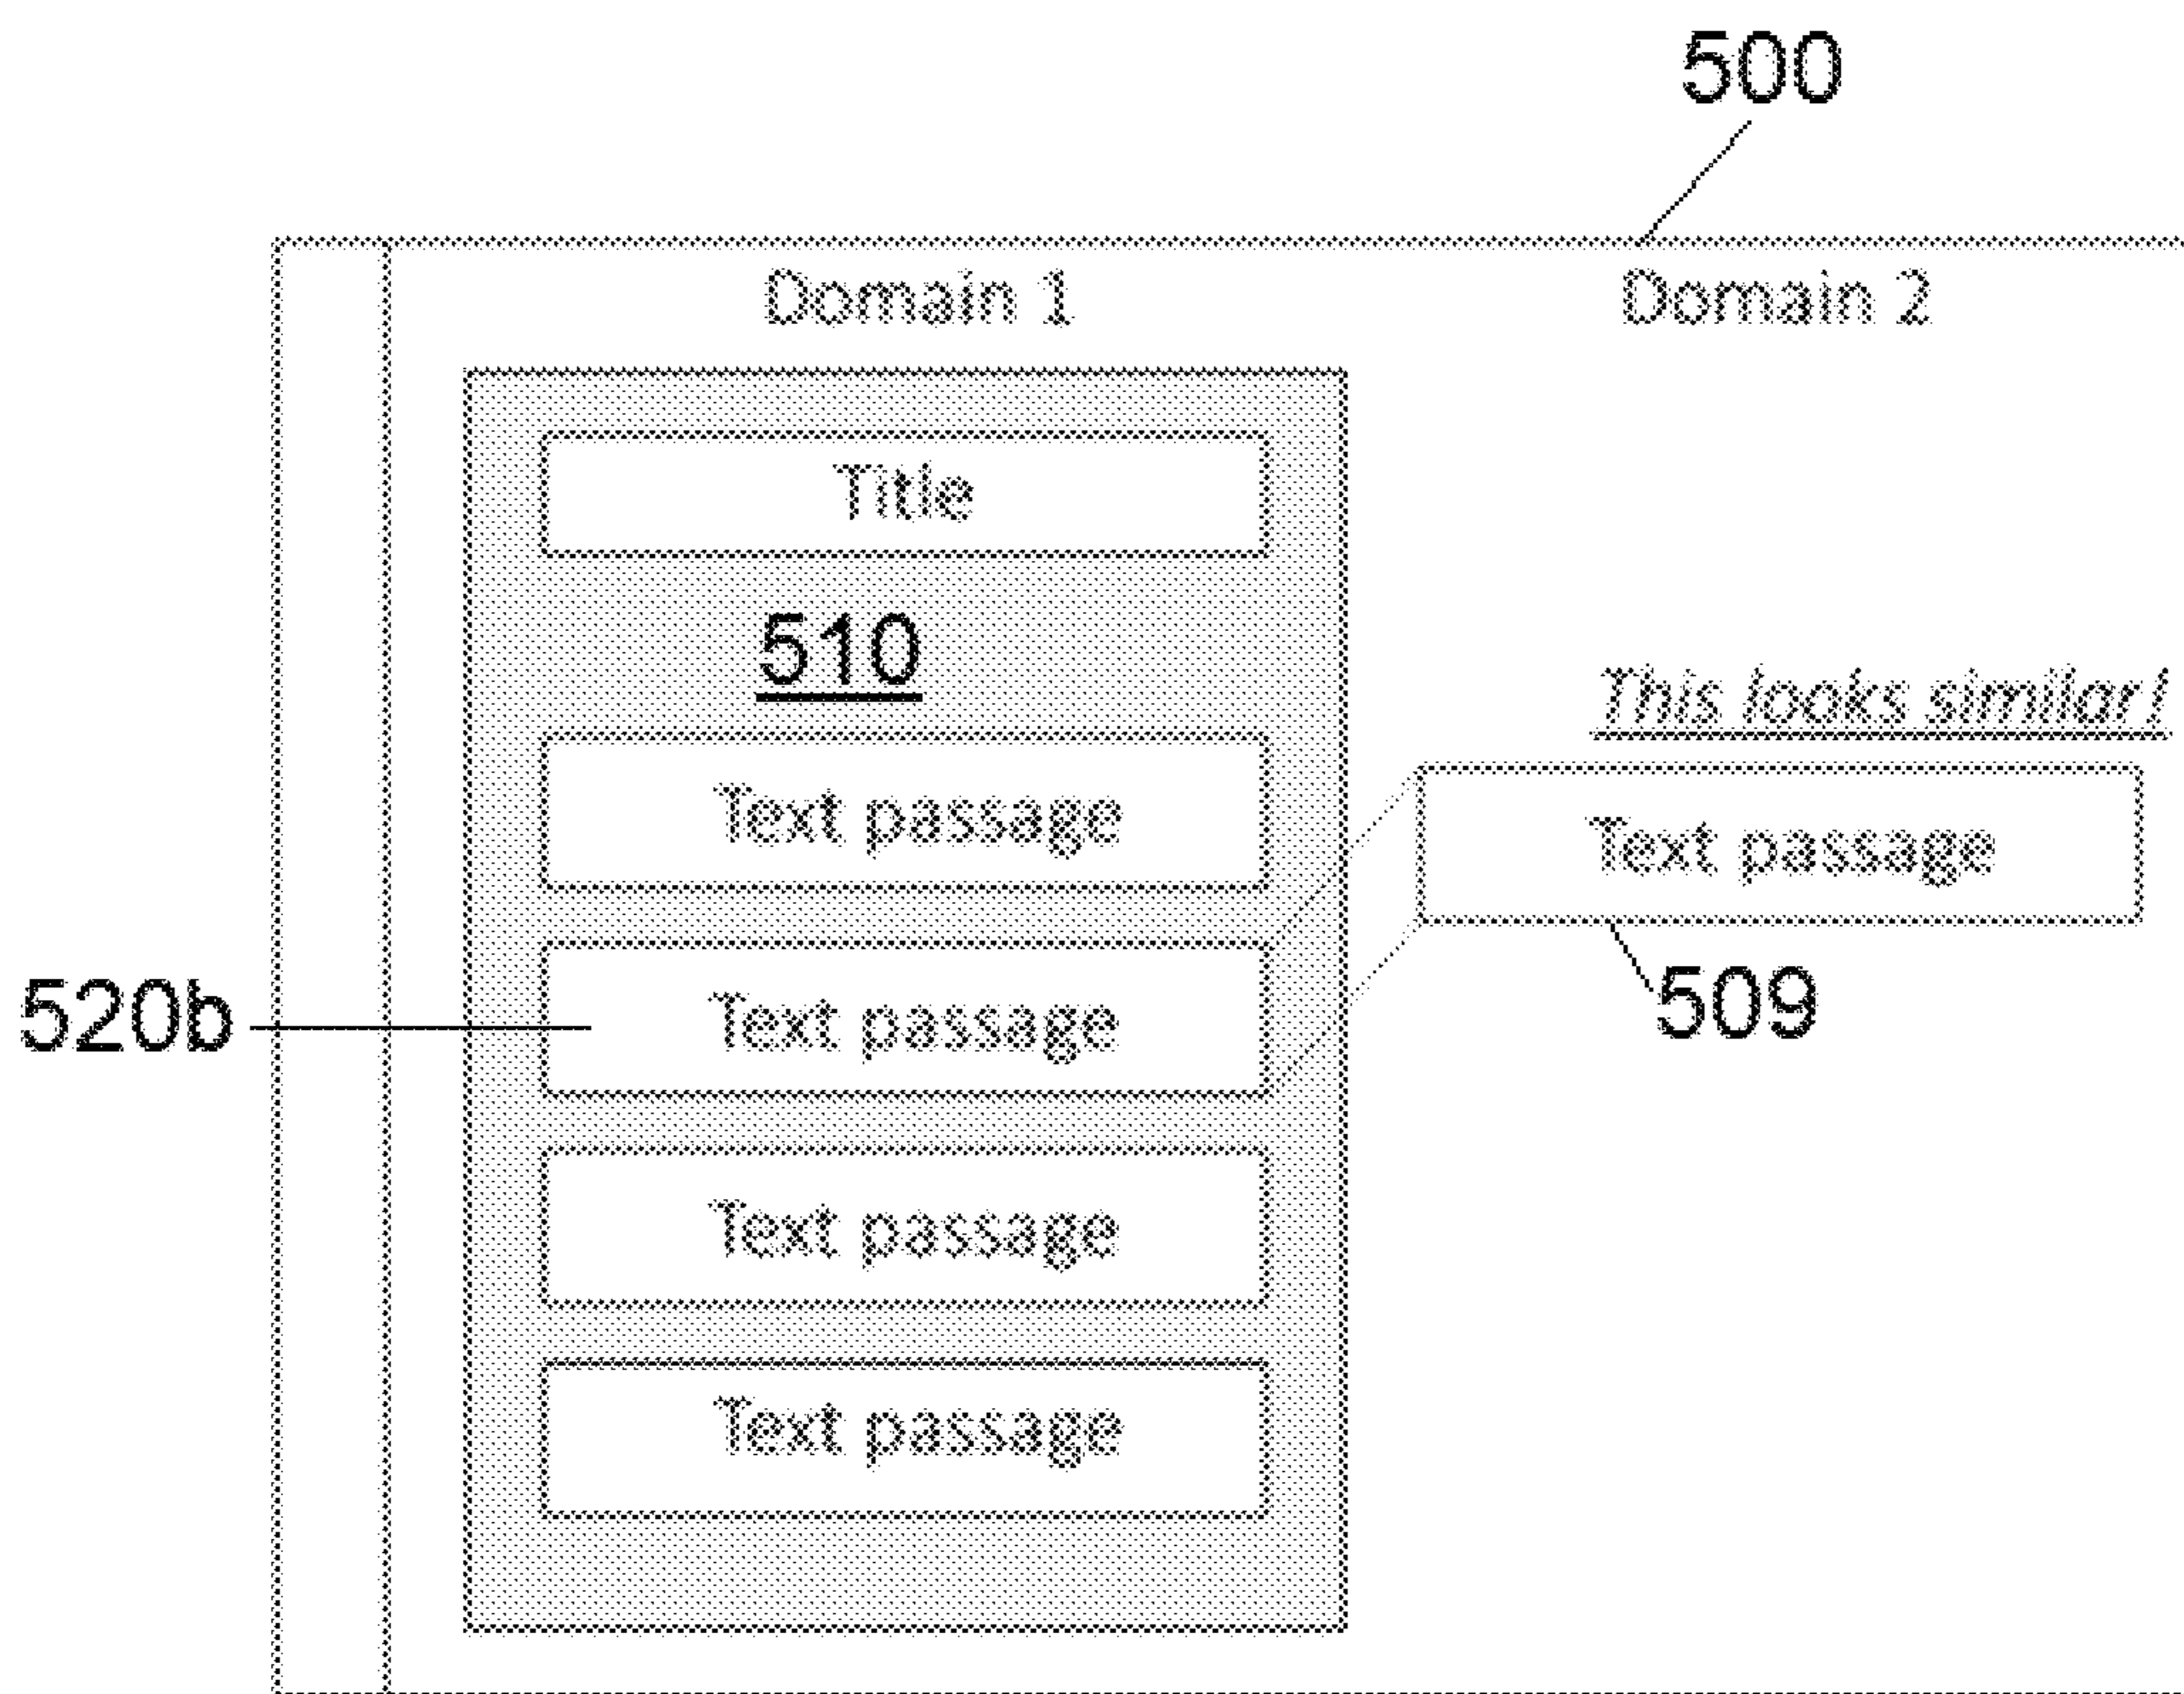 500
Domain 1 Domain 2
Title
510
This looks similar!
Text passage
Text passage
520b
Text passage
509
Text passage
Text passage